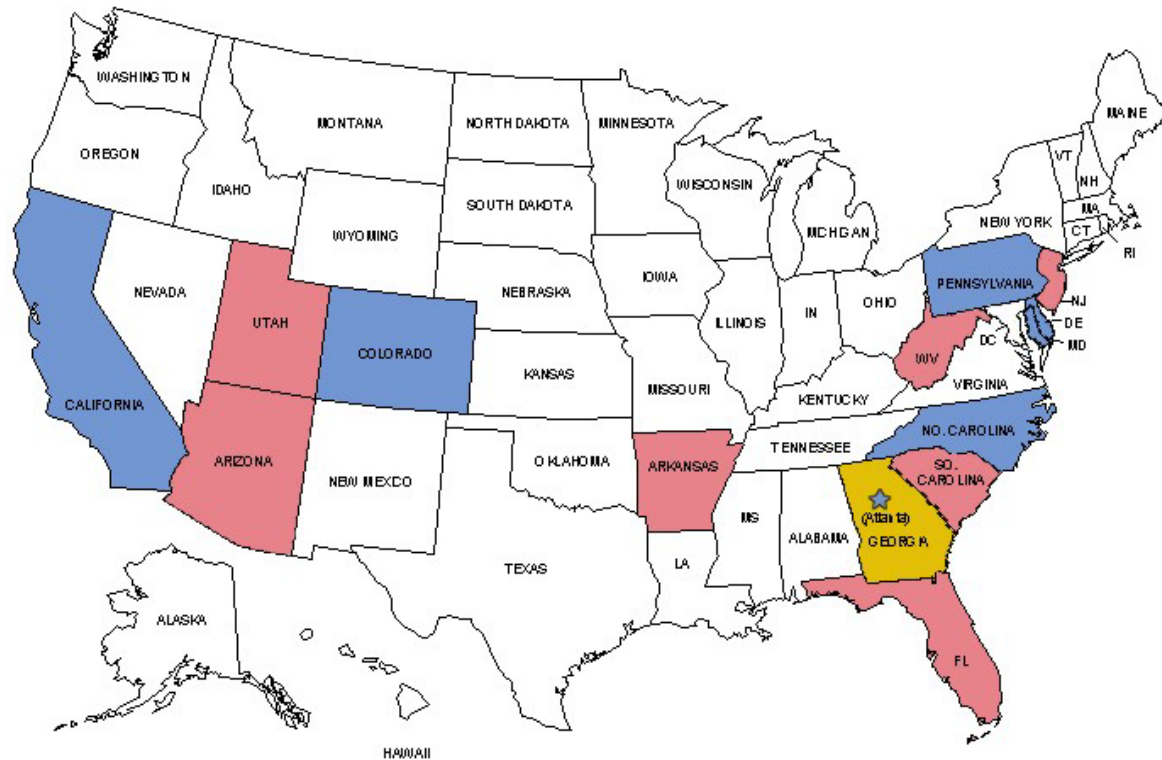 WASHINGTON
MONTANA
NORTH DAKOTA
MINNESOTA
MAINE
OREGON
IDAHO
VT
NH
WISCONSIN
SOUTH DAKOTA
WYOMING
MICHGAN
NEW YORK
MA
CT
RI
NEVADA
IOWA
NEBRASKA
PENNSYLVANIA
OHIO
IN
ILLINOIS
NJ
UTAH
COLORADO
DE
DC
MD
WV
KANSAS
MISSOURI
VIRGINIA
KENTUCKY
CALIFORNIA
NO. CAROLINA
TENNESSEE
ARIZONA
OKLAHOMA
ARKANSAS
SO.
CAROLINA
NEW MEXICO
MS
ALABAMA
(Atlanta)
GEORGIA
TEXAS
LA
ALASKA
FL
HAWAII